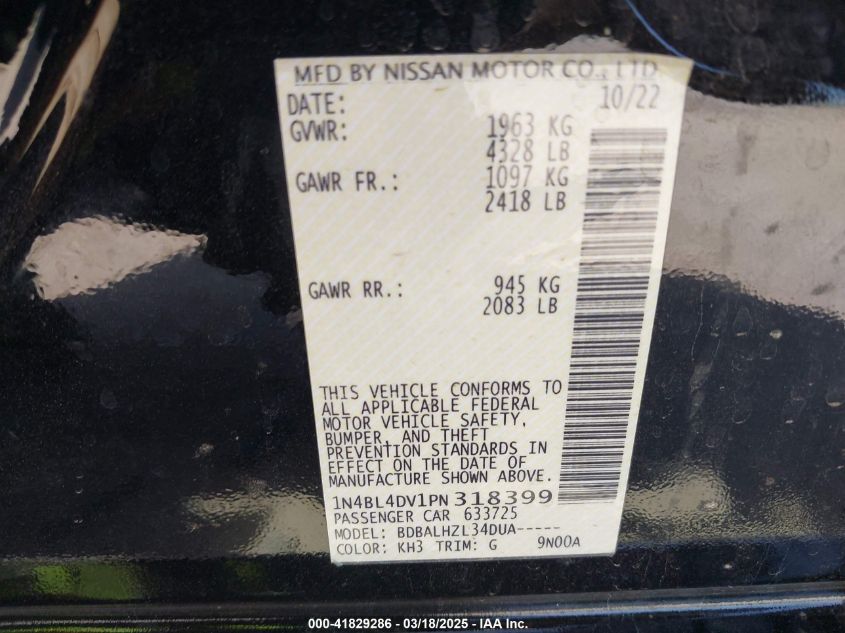 MFD BY NISSAN MOTOR CO., LTD
DATE: 10/22
GVWR: 1963 KG
4328 LB
GAWR FR.: 1097 KG
2418 LB
GAWR RR.: 945 KG
2083 LB
THIS VEHICLE CONFORMS TO
ALL APPLICABLE FEDERAL
MOTOR VEHICLE SAFETY,
BUMPER, AND THEFT
PREVENTION STANDARDS IN
EFFECT ON THE DATE OF
MANUFACTURE SHOWN ABOVE.
1N4BL4DV1PN318399
PASSENGER CAR 633725
MODEL: BDBALHZL34DUA-----
COLOR: KH3 TRIM: G 9N00A
000-41829286 - 03/18/2025 - IAA Inc.